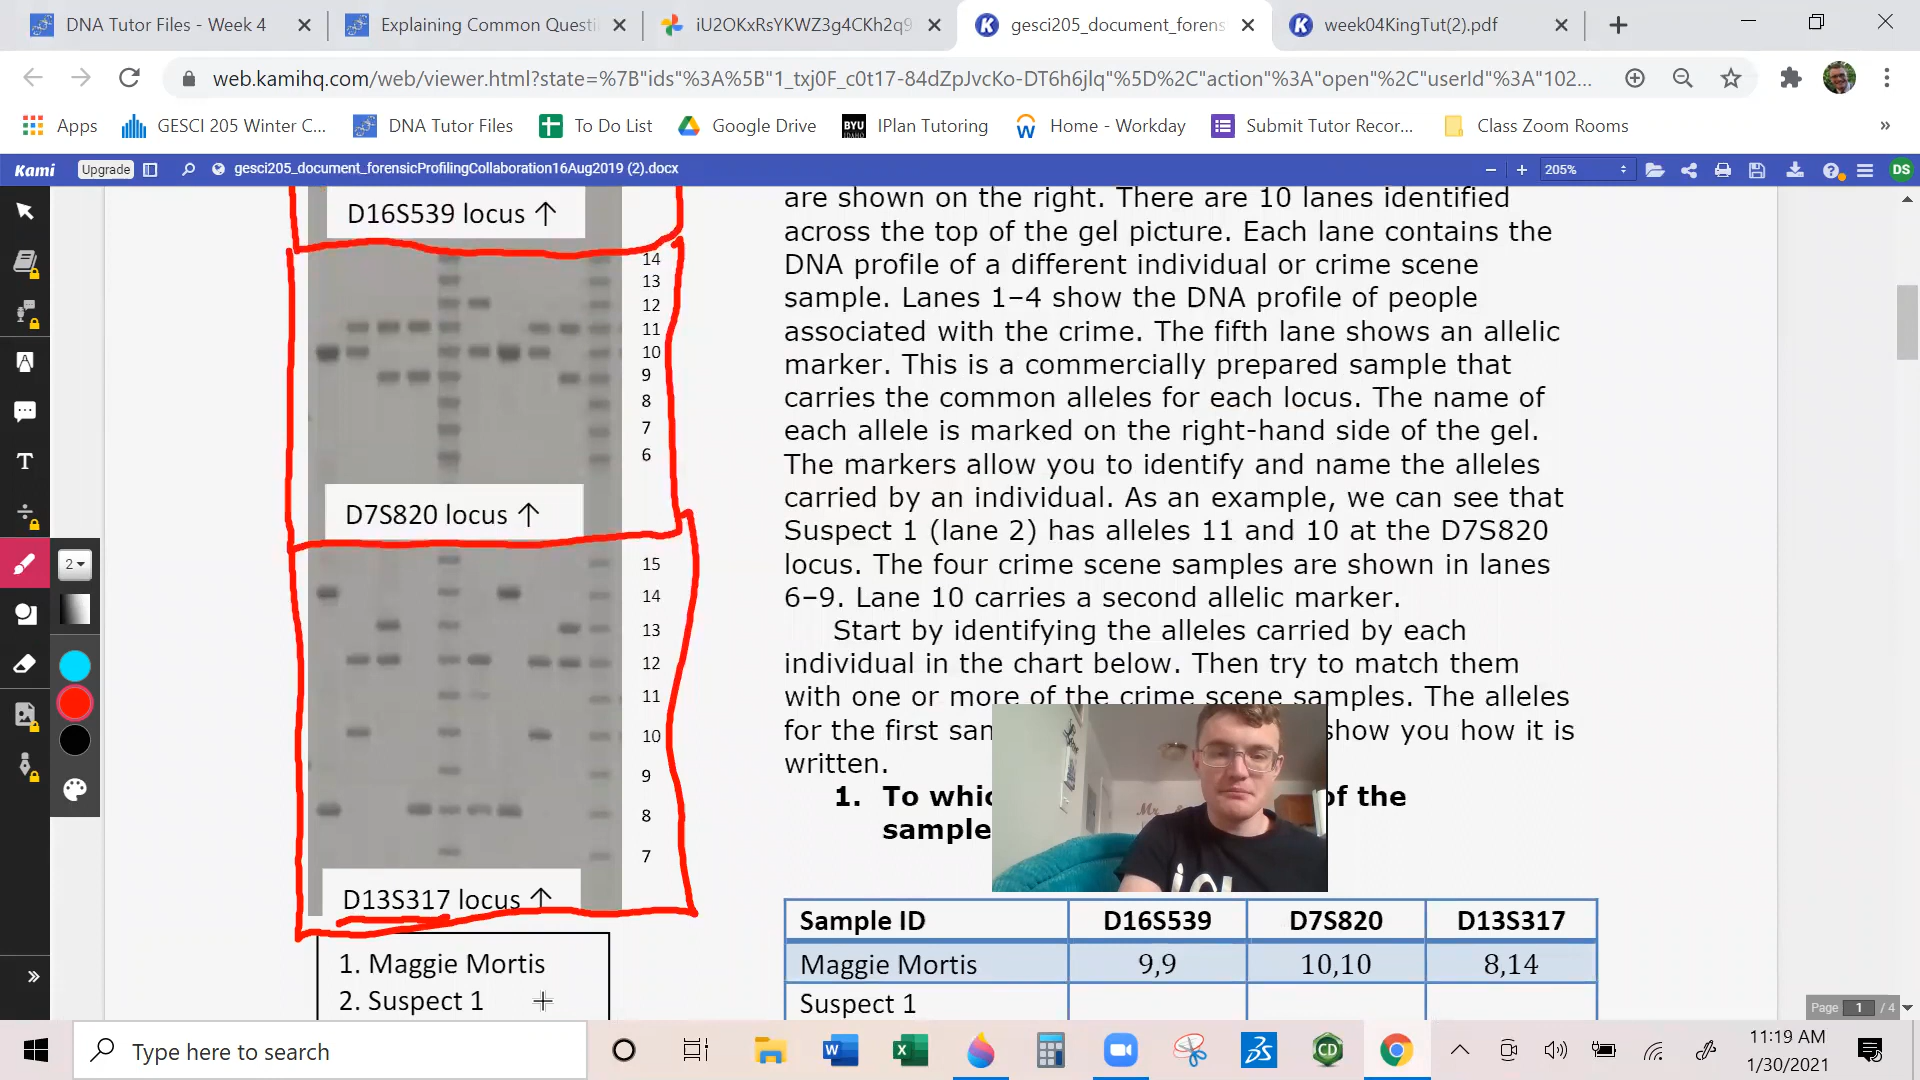 DNA Tutor Files - Week 4
Explaining Common Questi
iU2OKxRsYKWZ3g4CKh2q9
gesci205_document_forens
week04KingTut(2).pdf
web.kamihq.com/web/viewer.html?state=%7B"ids"%3A%5B"1_txj0F_c0t17-84dZpJvcKo-DT6h6jlq"%5D%2C"action"%3A"open"%2C"userId"%3A"102...
Apps
GESCI 205 Winter C...
DNA Tutor Files
To Do List
Google Drive
BYU IDAHO
IPlan Tutoring
Home - Workday
Submit Tutor Recor...
Class Zoom Rooms
»
Kami
Upgrade
gesci205_document_forensicProfilingCollaboration16Aug2019 (2).docx
205%
DS
D16S539 locus ↑
14
13
12
11
10
9
8
7
6
D7S820 locus ↑
15
14
13
12
11
10
9
8
7
D13S317 locus ↑
1. Maggie Mortis
2. Suspect 1
are shown on the right. There are 10 lanes identified
across the top of the gel picture. Each lane contains the
DNA profile of a different individual or crime scene
sample. Lanes 1–4 show the DNA profile of people
associated with the crime. The fifth lane shows an allelic
marker. This is a commercially prepared sample that
carries the common alleles for each locus. The name of
each allele is marked on the right-hand side of the gel.
The markers allow you to identify and name the alleles
carried by an individual. As an example, we can see that
Suspect 1 (lane 2) has alleles 11 and 10 at the D7S820
locus. The four crime scene samples are shown in lanes
6–9. Lane 10 carries a second allelic marker.
Start by identifying the alleles carried by each
individual in the chart below. Then try to match them
with one or more of the crime scene samples. The alleles
for the first sam show you how it is
written.
1. To whic of the
sample
Sample ID D16S539 D7S820 D13S317
Maggie Mortis 9,9 10,10 8,14
Suspect 1
2
Page 1 / 4
Type here to search
11:19 AM
1/30/2021